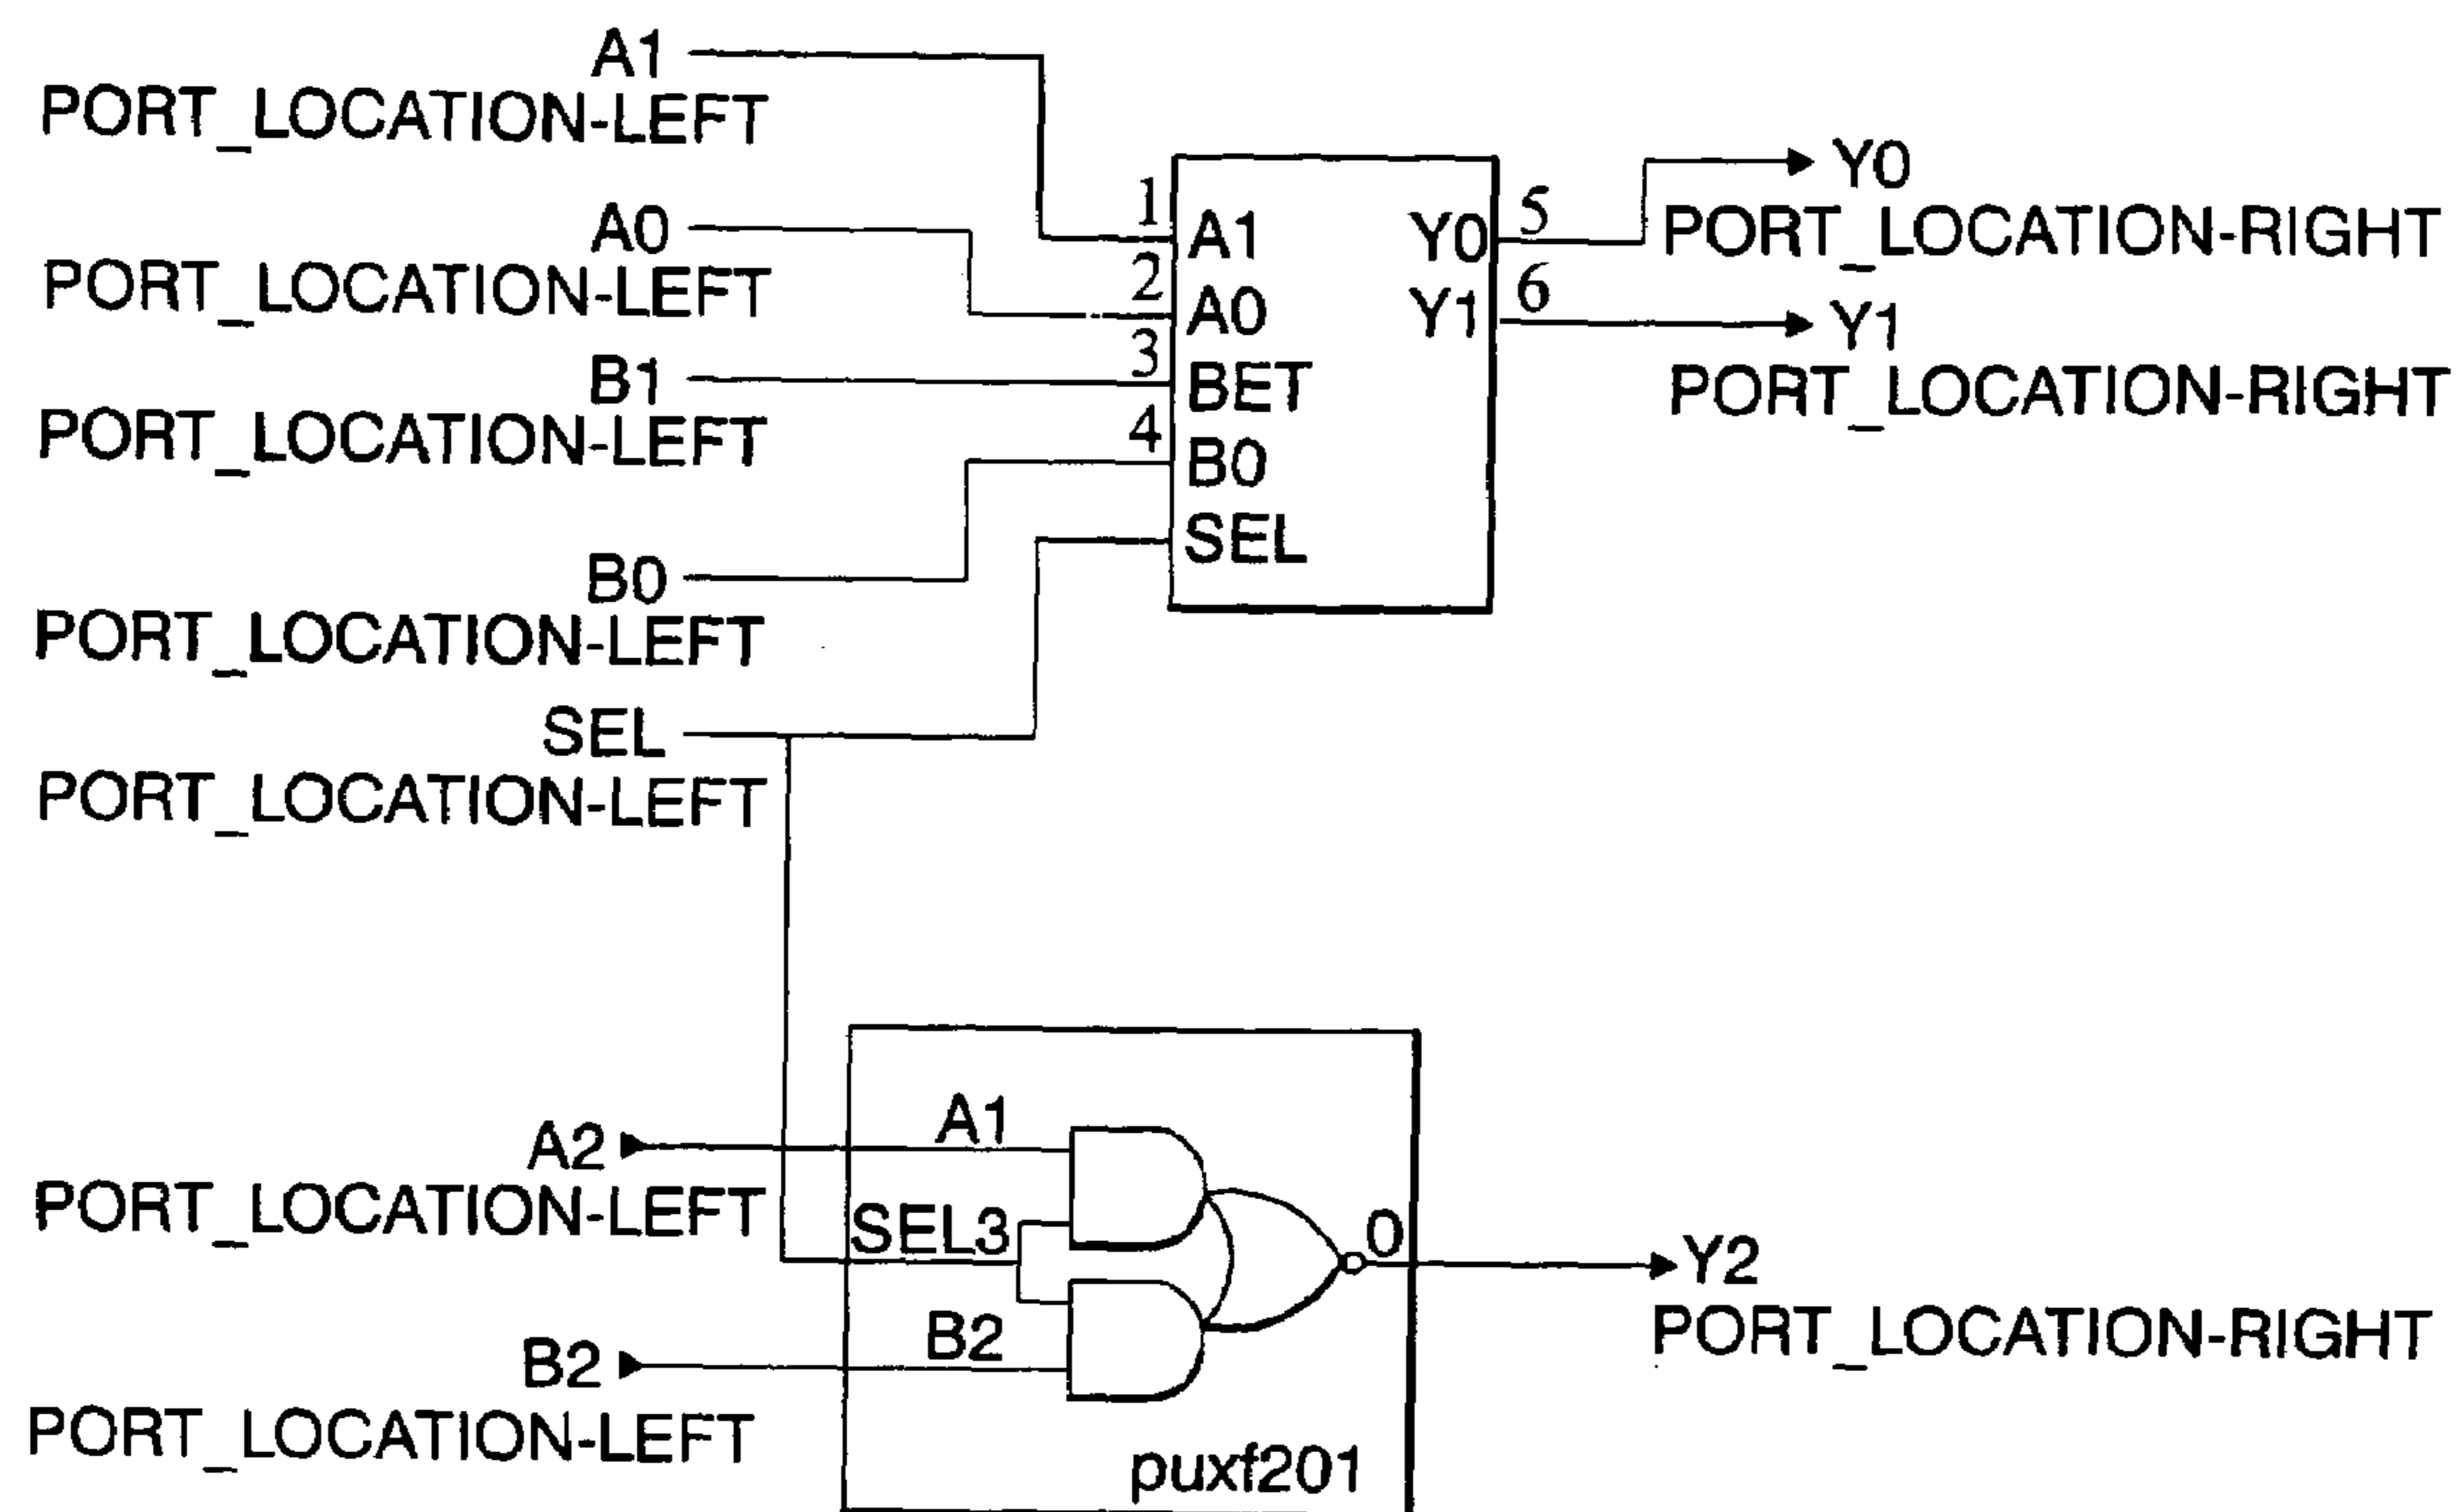 A1
PORT_LOCATION-LEFT
A0
PORT_LOCATION-LEFT
B1
PORT_LOCATION-LEFT
B0
PORT_LOCATION-LEFT
SEL
PORT_LOCATION-LEFT
1
A1
2
A0
3
BET
4
B0
SEL
Y0
5
Y1
6
Y0
PORT_LOCATION-RIGHT
Y1
PORT_LOCATION-RIGHT
A2
PORT_LOCATION-LEFT
B2
PORT_LOCATION-LEFT
A1
SEL3
B2
O
puxf201
Y2
PORT_LOCATION-RIGHT